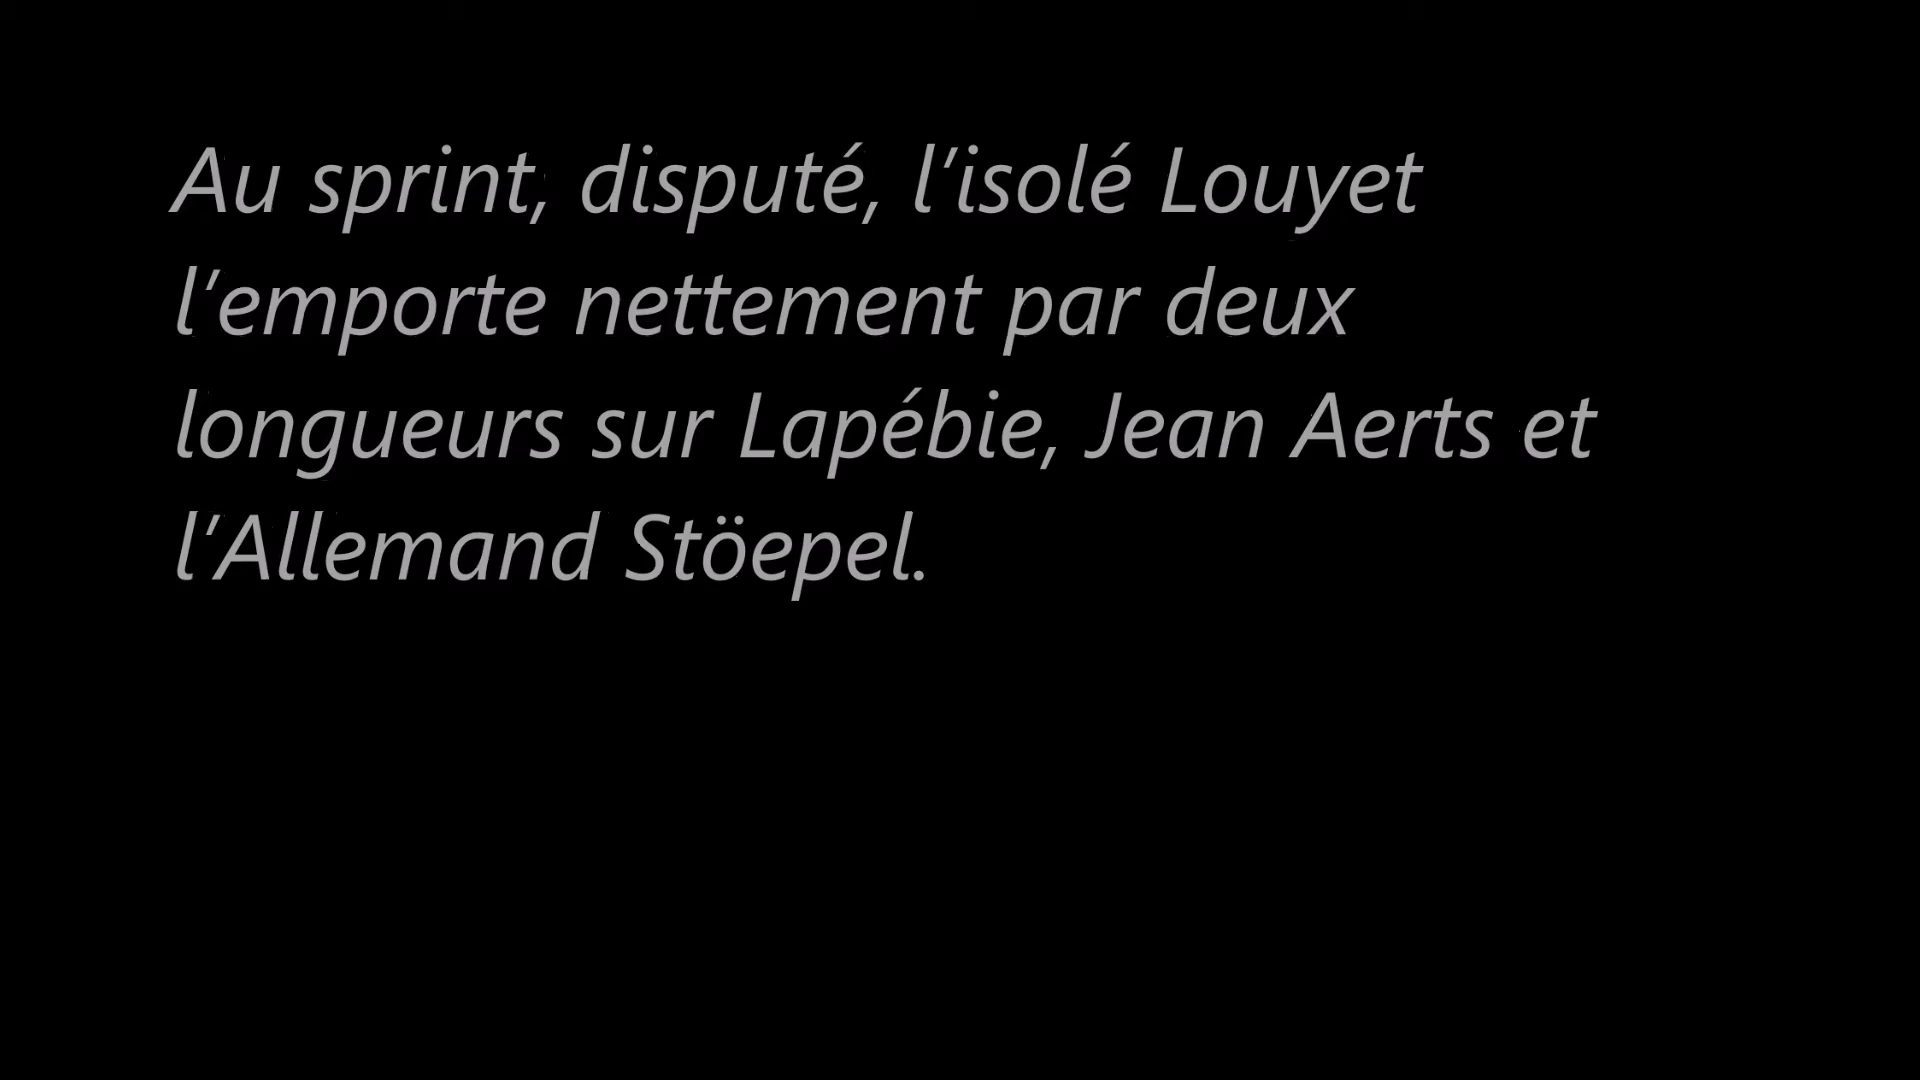 Au sprint, disputé, l’isolé Louyet
l’emporte nettement par deux
longueurs sur Lapébie, Jean Aerts et
l’Allemand Stöepel.